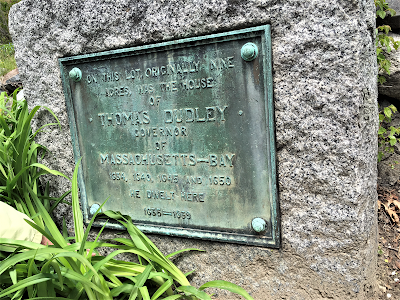 ON THIS LOT, ORIGINALLY NINE
ACRES, WAS THE HOUSE
OF
THOMAS DUDLEY
GOVERNOR
OF
MASSACHUSETTS-BAY
1634, 1640, 1645 AND 1650
HE DWELT HERE
1639-1653